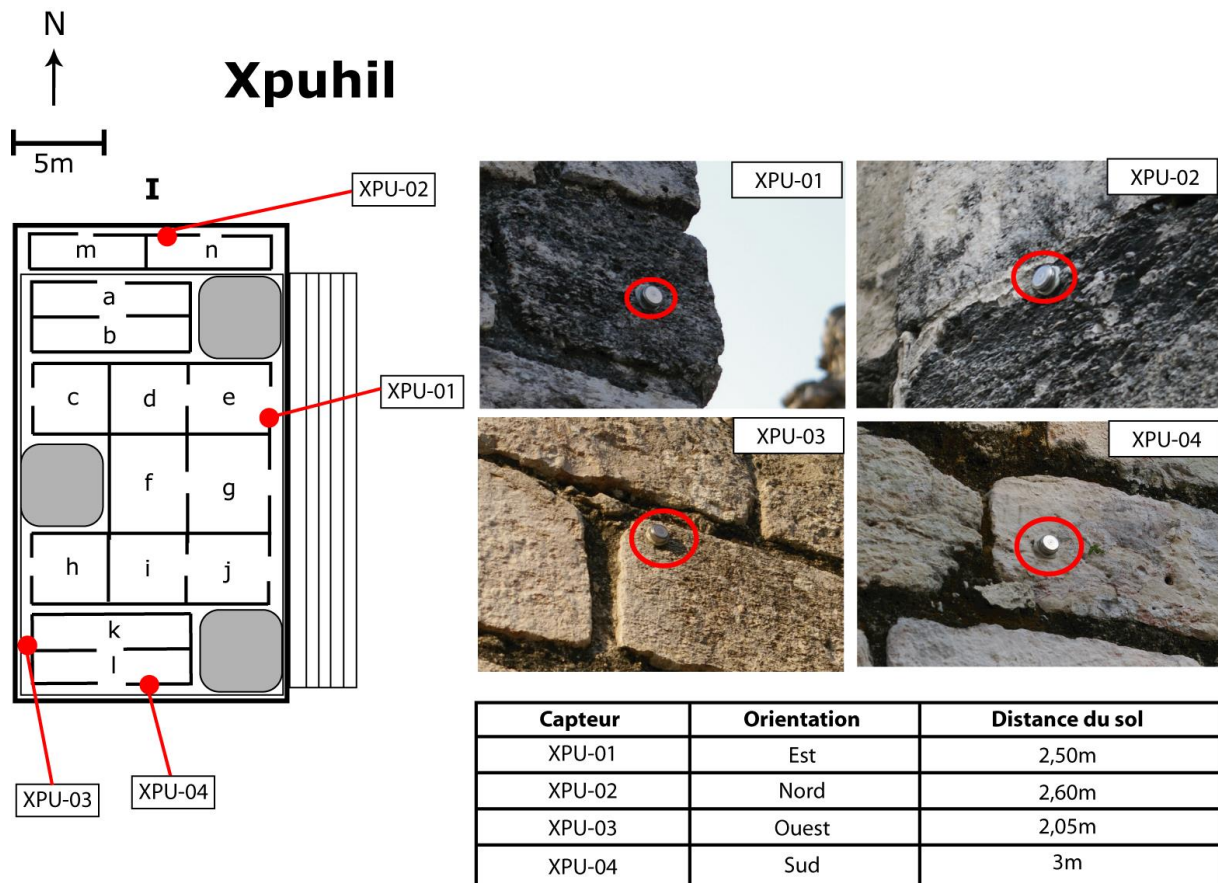 N
Xpuhil
5m
I
XPU-02
XPU-01
XPU-03
XPU-04
m
n
a
b
c
d
e
f
g
h
i
j
k
l
XPU-01
XPU-02
XPU-03
XPU-04
Capteur Orientation Distance du sol
XPU-01 Est 2,50m
XPU-02 Nord 2,60m
XPU-03 Ouest 2,05m
XPU-04 Sud 3m